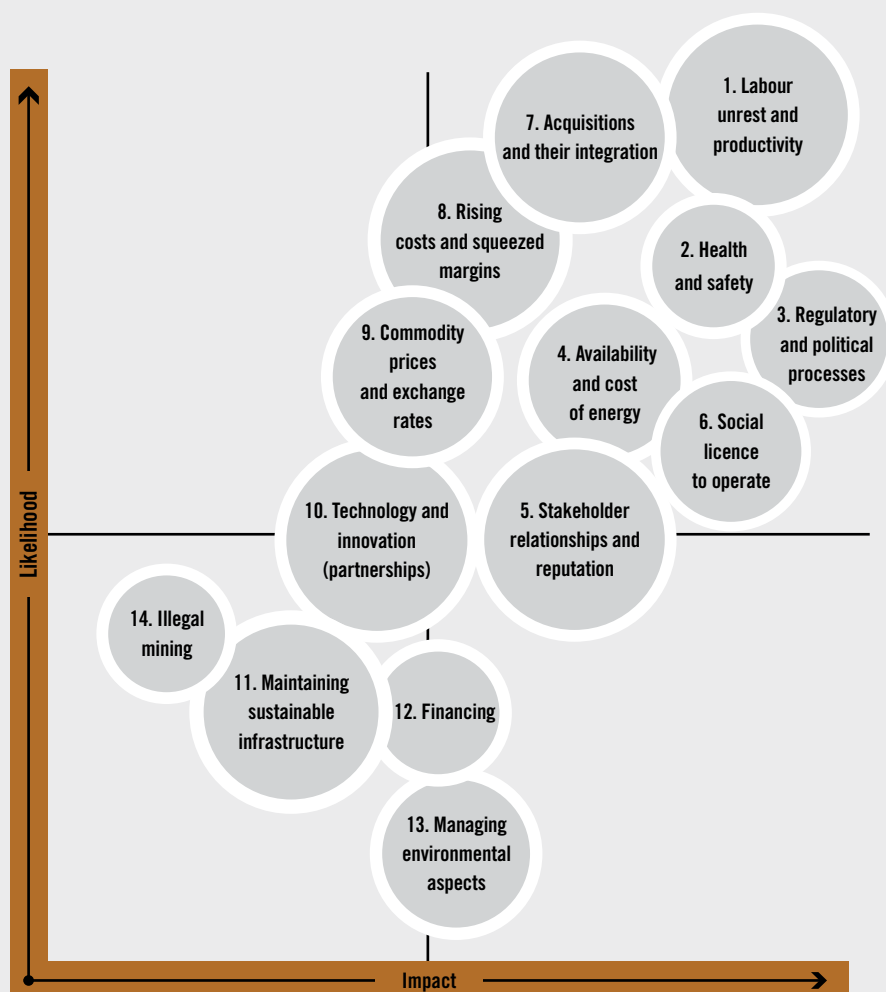 1. Labour
unrest and
productivity
7. Acquisitions
and their integration
8. Rising
costs and squeezed
margins
2. Health
and safety
3. Regulatory
and political
processes
9. Commodity
prices
and exchange
rates
4. Availability
and cost
of energy
6. Social
licence
to operate
10. Technology and
innovation
(partnerships)
5. Stakeholder
relationships and
reputation
Likelihood
14. Illegal
mining
11. Maintaining
sustainable
infrastructure
12. Financing
13. Managing
environmental
aspects
Impact